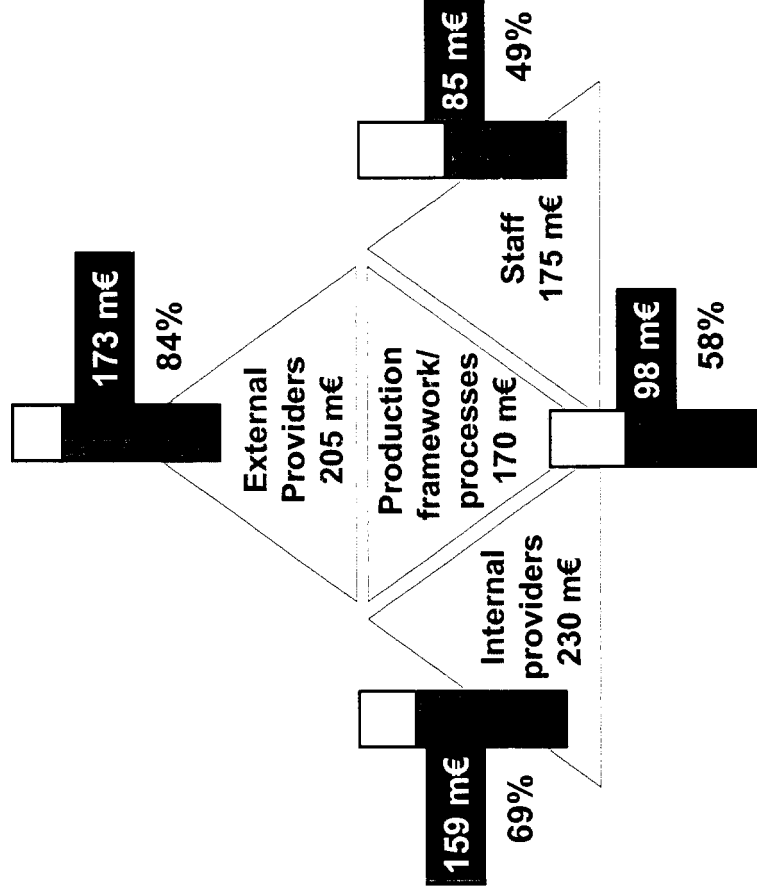 173 m€
84%
External
Providers
205 m€
Production
framework/
processes
170 m€
159 m€
69%
Internal
providers
230 m€
Staff
175 m€
85 m€
49%
98 m€
58%